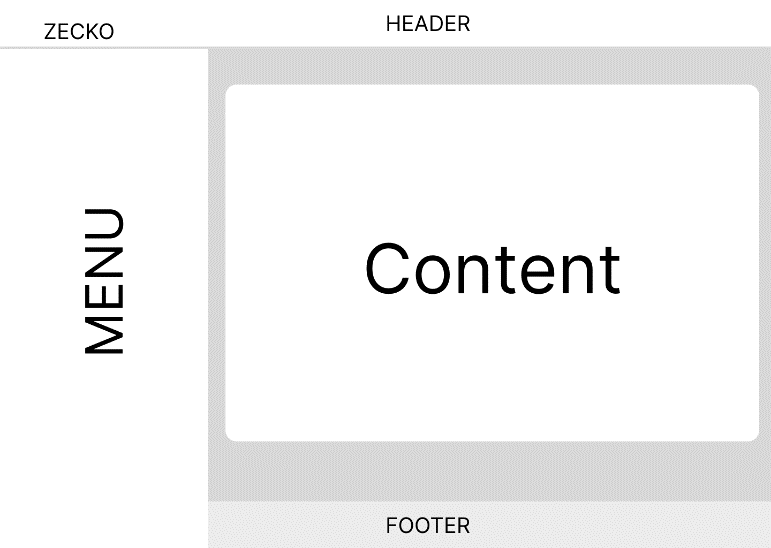 ZECKO
HEADER
MENU
Content
FOOTER